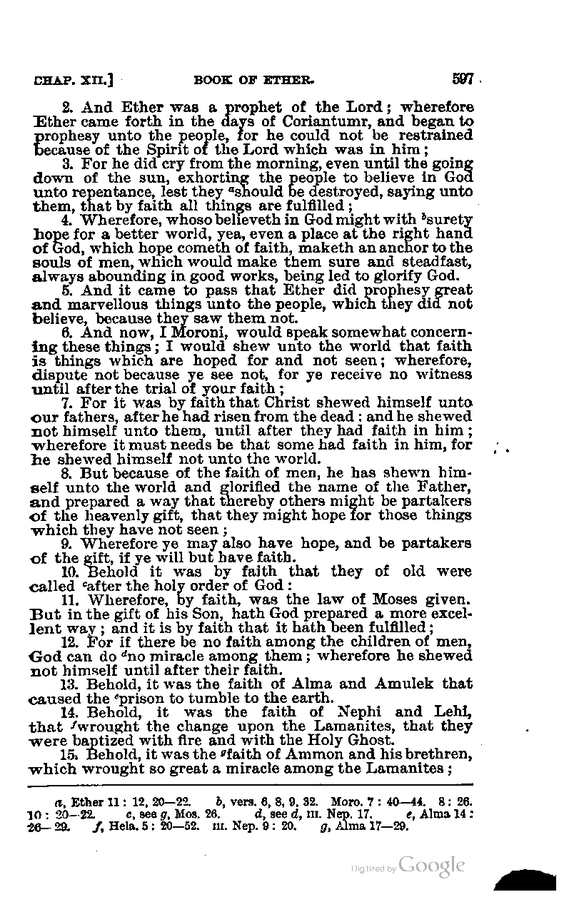 CHAP. XII.] BOOK OF ETHER. 597
2. And Ether was a prophet of the Lord; wherefore
Ether came forth in the days of Coriantumr, and began to
prophesy unto the people, for he could not be restrained
because of the Spirit of the Lord which was in him;
3. For he did cry from the morning, even until the going
down of the sun, exhorting the people to believe in God
unto repentance, lest they ᵃshould be destroyed, saying unto
them, that by faith all things are fulfilled;
4. Wherefore, whoso believeth in God might with ᵇsurety
hope for a better world, yea, even a place at the right hand
of God, which hope cometh of faith, maketh an anchor to the
souls of men, which would make them sure and steadfast,
always abounding in good works, being led to glorify God.
5. And it came to pass that Ether did prophesy great
and marvellous things unto the people, which they did not
believe, because they saw them not.
6. And now, I Moroni, would speak somewhat concern-
ing these things; I would shew unto the world that faith
is things which are hoped for and not seen; wherefore,
dispute not because ye see not, for ye receive no witness
until after the trial of your faith;
7. For it was by faith that Christ shewed himself unto
our fathers, after he had risen from the dead: and he shewed
not himself unto them, until after they had faith in him;
wherefore it must needs be that some had faith in him, for
he shewed himself not unto the world.
8. But because of the faith of men, he has shewn him-
self unto the world and glorified the name of the Father,
and prepared a way that thereby others might be partakers
of the heavenly gift, that they might hope for those things
which they have not seen;
9. Wherefore ye may also have hope, and be partakers
of the gift, if ye will but have faith.
10. Behold it was by faith that they of old were
called ᶜafter the holy order of God:
11. Wherefore, by faith, was the law of Moses given.
But in the gift of his Son, hath God prepared a more excel-
lent way; and it is by faith that it hath been fulfilled;
12. For if there be no faith among the children of men,
God can do ᵈno miracle among them; wherefore he shewed
not himself until after their faith.
13. Behold, it was the faith of Alma and Amulek that
caused the ᵉprison to tumble to the earth.
14. Behold, it was the faith of Nephi and Lehi,
that ᶠwrought the change upon the Lamanites, that they
were baptized with fire and with the Holy Ghost.
15. Behold, it was the ᵍfaith of Ammon and his brethren,
which wrought so great a miracle among the Lamanites;
a, Ether 11: 12, 20—22. b, vers. 6, 8, 9, 32. Moro. 7: 40—44. 8: 26.
10: 20—22. c, see g, Mos. 26. d, see d, III. Nep. 17. e, Alma 14:
26—29. f, Hela. 5: 20—52. III. Nep. 9: 20. g, Alma 17—29.
Digitized by Google